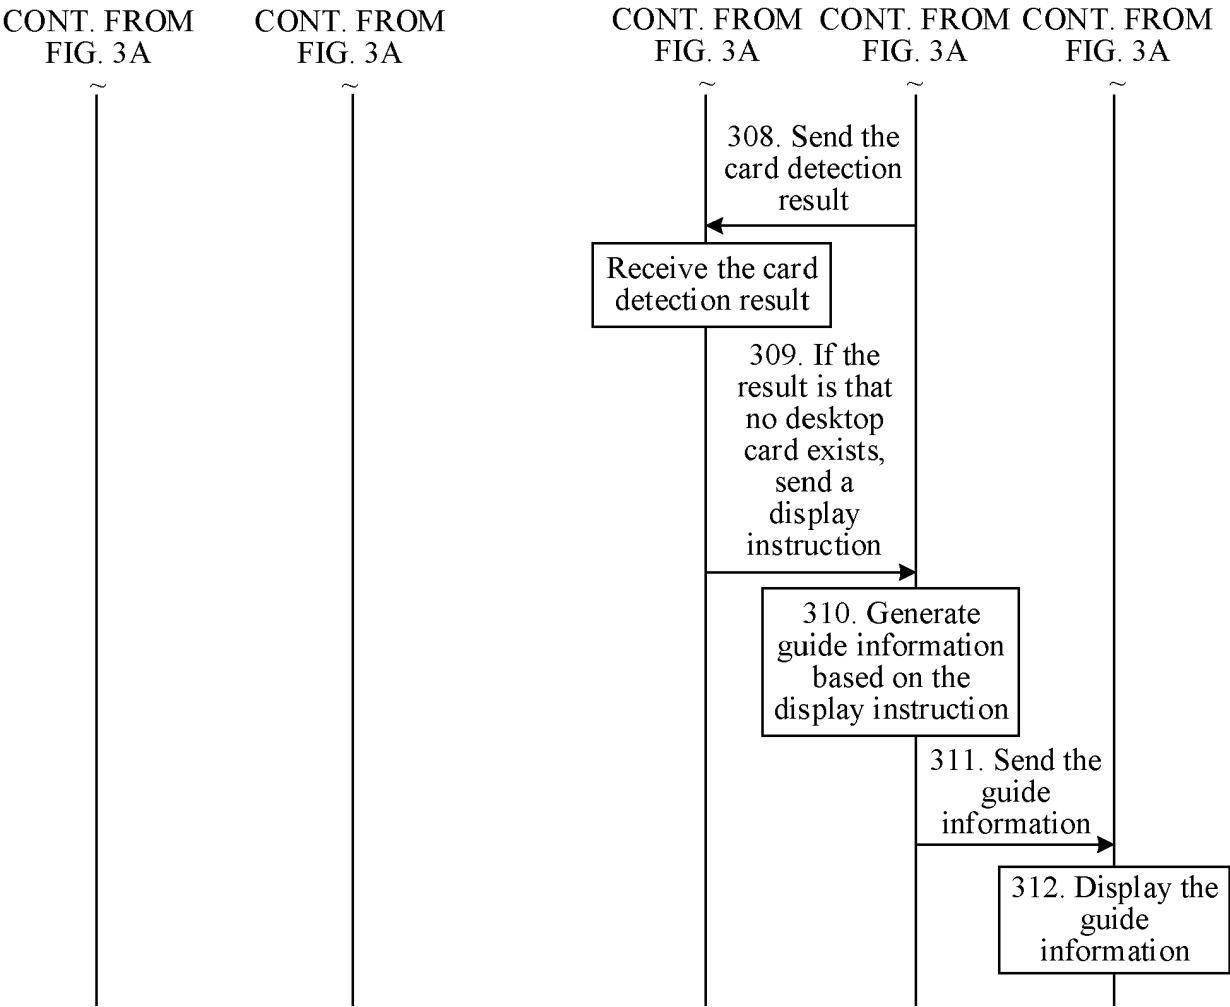 CONT. FROM
FIG. 3A
CONT. FROM
FIG. 3A
CONT. FROM
FIG. 3A
CONT. FROM
FIG. 3A
CONT. FROM
FIG. 3A
308. Send the
card detection
result
Receive the card
detection result
309. If the
result is that
no desktop
card exists,
send a
display
instruction
310. Generate
guide information
based on the
display instruction
311. Send the
guide
information
312. Display the
guide
information